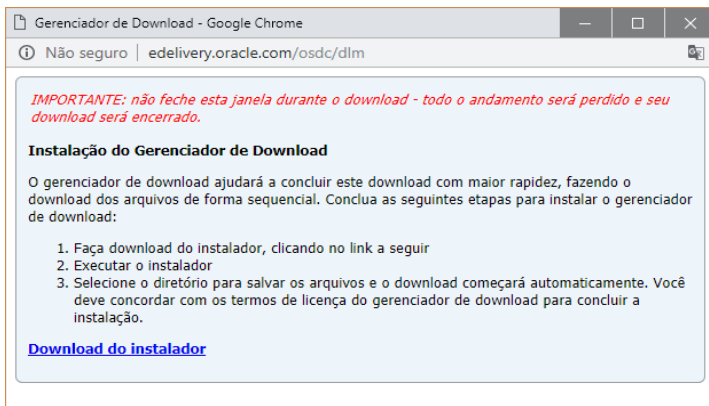 Gerenciador de Download - Google Chrome
Não seguro | edelivery.oracle.com/osdc/dlm
IMPORTANTE: não feche esta janela durante o download - todo o andamento será perdido e seu
download será encerrado.
Instalação do Gerenciador de Download
O gerenciador de download ajudará a concluir este download com maior rapidez, fazendo o
download dos arquivos de forma sequencial. Conclua as seguintes etapas para instalar o gerenciador
de download:
1. Faça download do instalador, clicando no link a seguir
2. Executar o instalador
3. Selecione o diretório para salvar os arquivos e o download começará automaticamente. Você
deve concordar com os termos de licença do gerenciador de download para concluir a
instalação.
Download do instalador